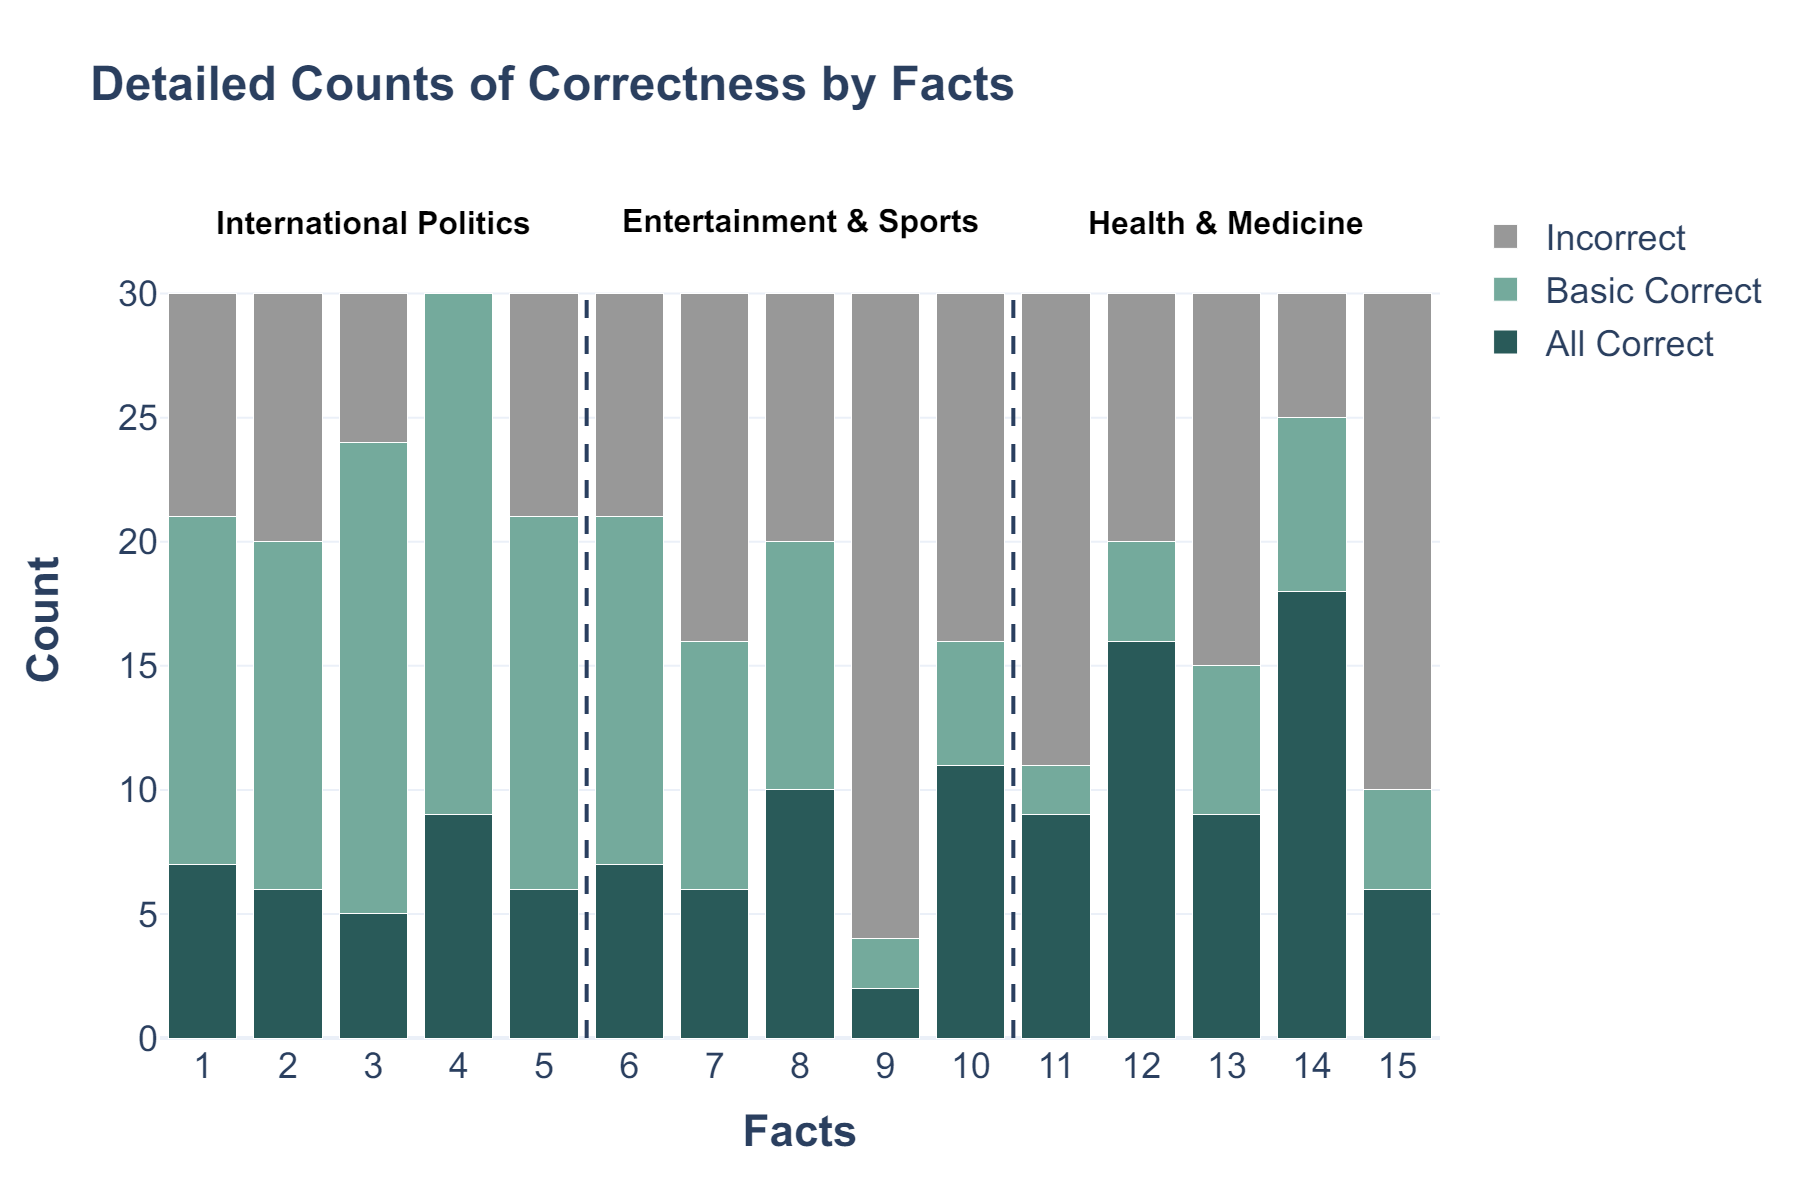 Detailed Counts of Correctness by Facts
International Politics
Entertainment & Sports
Health & Medicine
Incorrect
Basic Correct
All Correct
30
25
20
15
10
5
0
Count
1 2 3 4 5 6 7 8 9 10 11 12 13 14 15
Facts